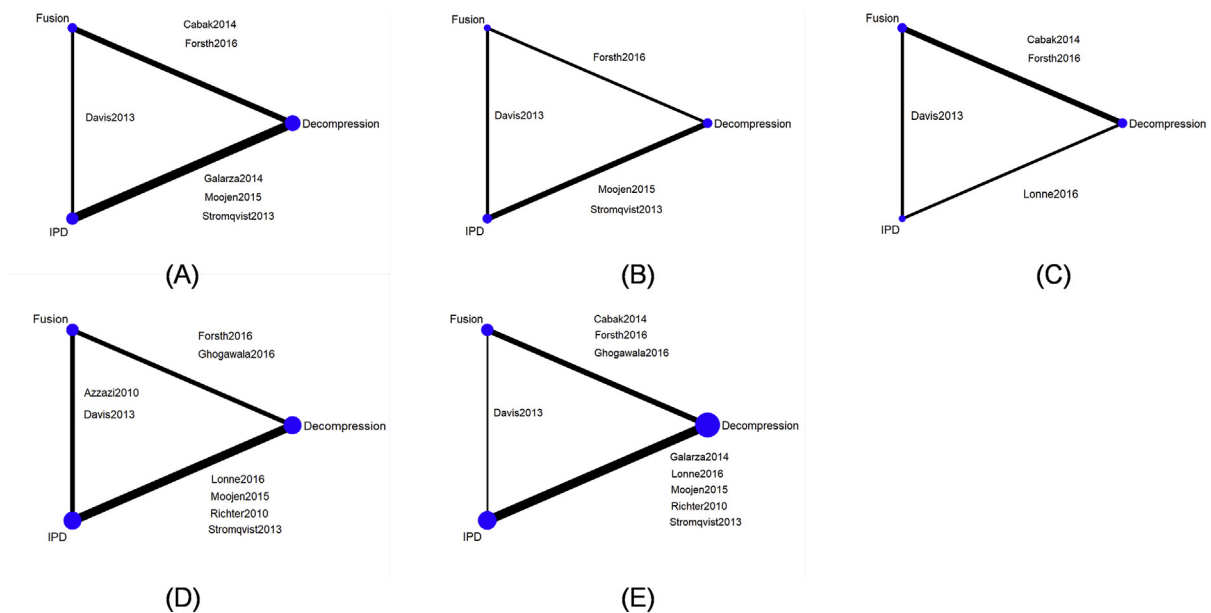 Fusion
Cabak2014
Forsth2016
Davis2013
Decompression
Galarza2014
Moojen2015
Stromqvist2013
IPD
(A)
Fusion
Forsth2016
Davis2013
Decompression
Moojen2015
Stromqvist2013
IPD
(B)
Fusion
Cabak2014
Forsth2016
Davis2013
Decompression
Lonne2016
IPD
(C)
Fusion
Forsth2016
Ghogawala2016
Azzazi2010
Davis2013
Decompression
Lonne2016
Moojen2015
Richter2010
Stromqvist2013
IPD
(D)
Cabak2014
Fusion
Forsth2016
Ghogawala2016
Davis2013
Decompression
Galarza2014
Lonne2016
Moojen2015
Richter2010
Stromqvist2013
IPD
(E)